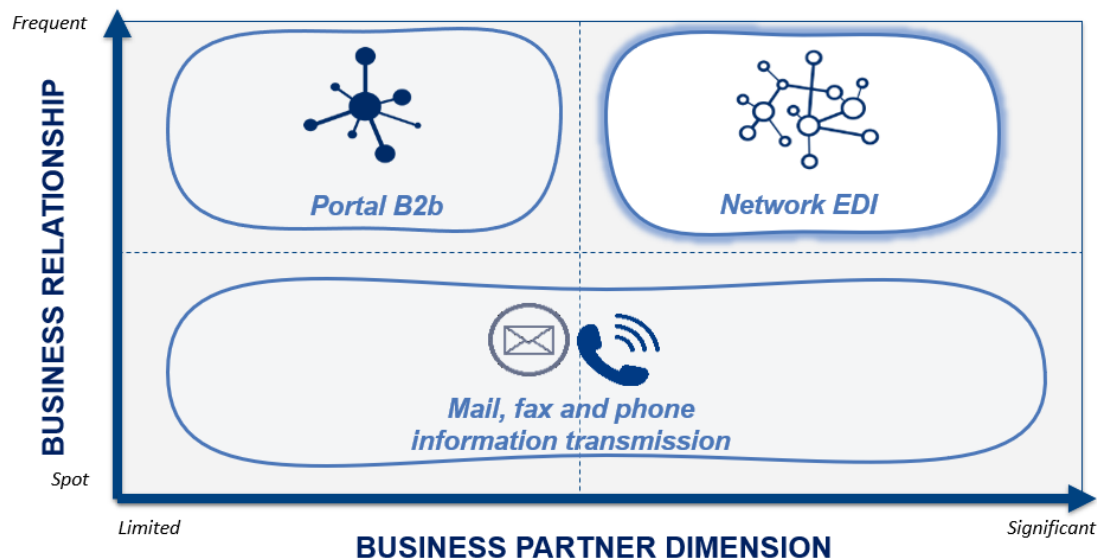 Frequent
BUSINESS RELATIONSHIP
Portal B2b
Network EDI
Mail, fax and phone
information transmission
Spot
Limited
Significant
BUSINESS PARTNER DIMENSION